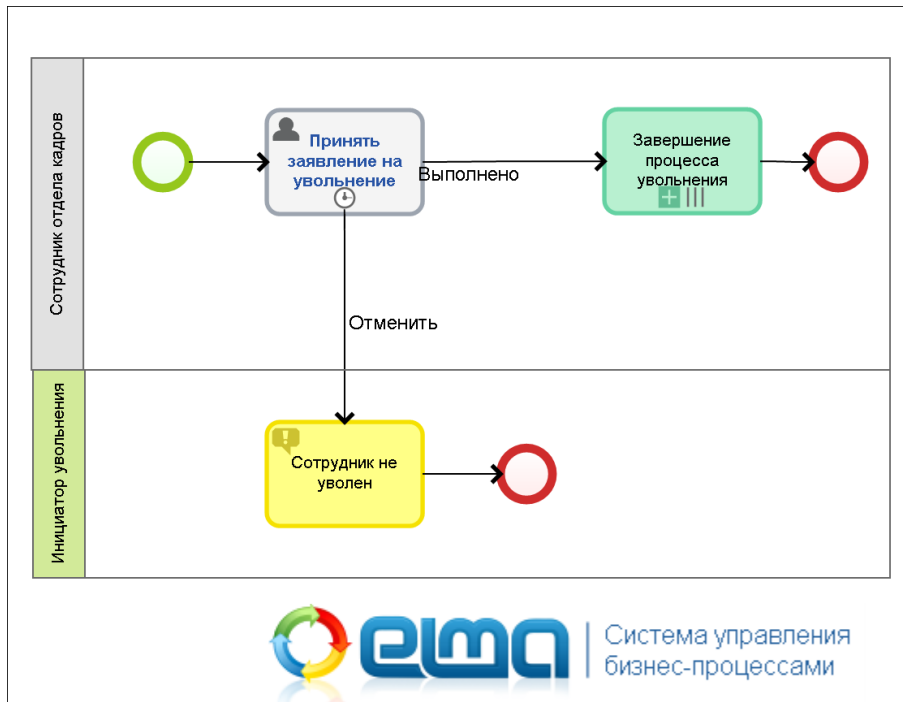 Сотрудник отдела кадров
Принять
заявление на
увольнение
Выполнено
Завершение
процесса
увольнения
Отменить
Инициатор увольнения
Сотрудник не
уволен
elma
Система управления
бизнес-процессами